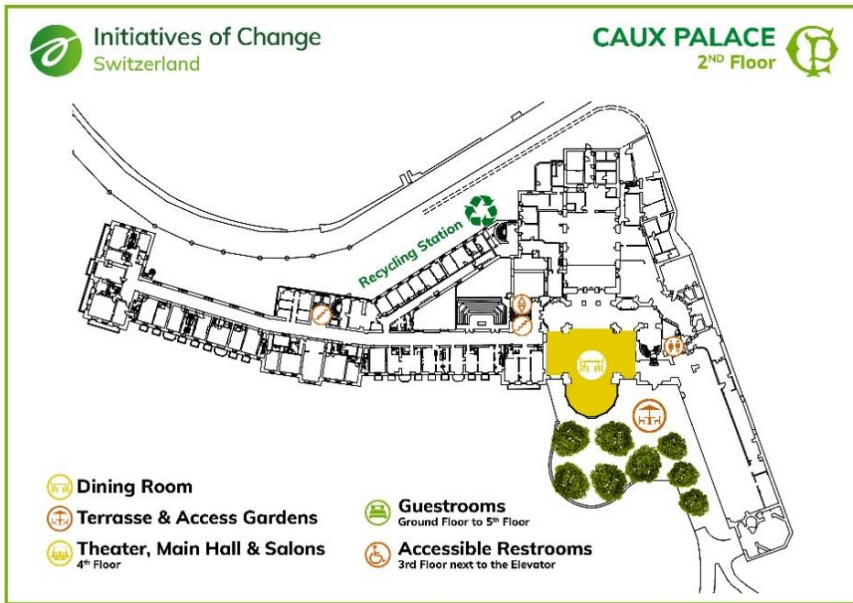 Initiatives of Change
Switzerland
CAUX PALACE
2ND Floor
Recycling Station
Dining Room
Terrasse & Access Gardens
Theater, Main Hall & Salons
4th Floor
Guestrooms
Ground Floor to 5th Floor
Accessible Restrooms
3rd Floor next to the Elevator